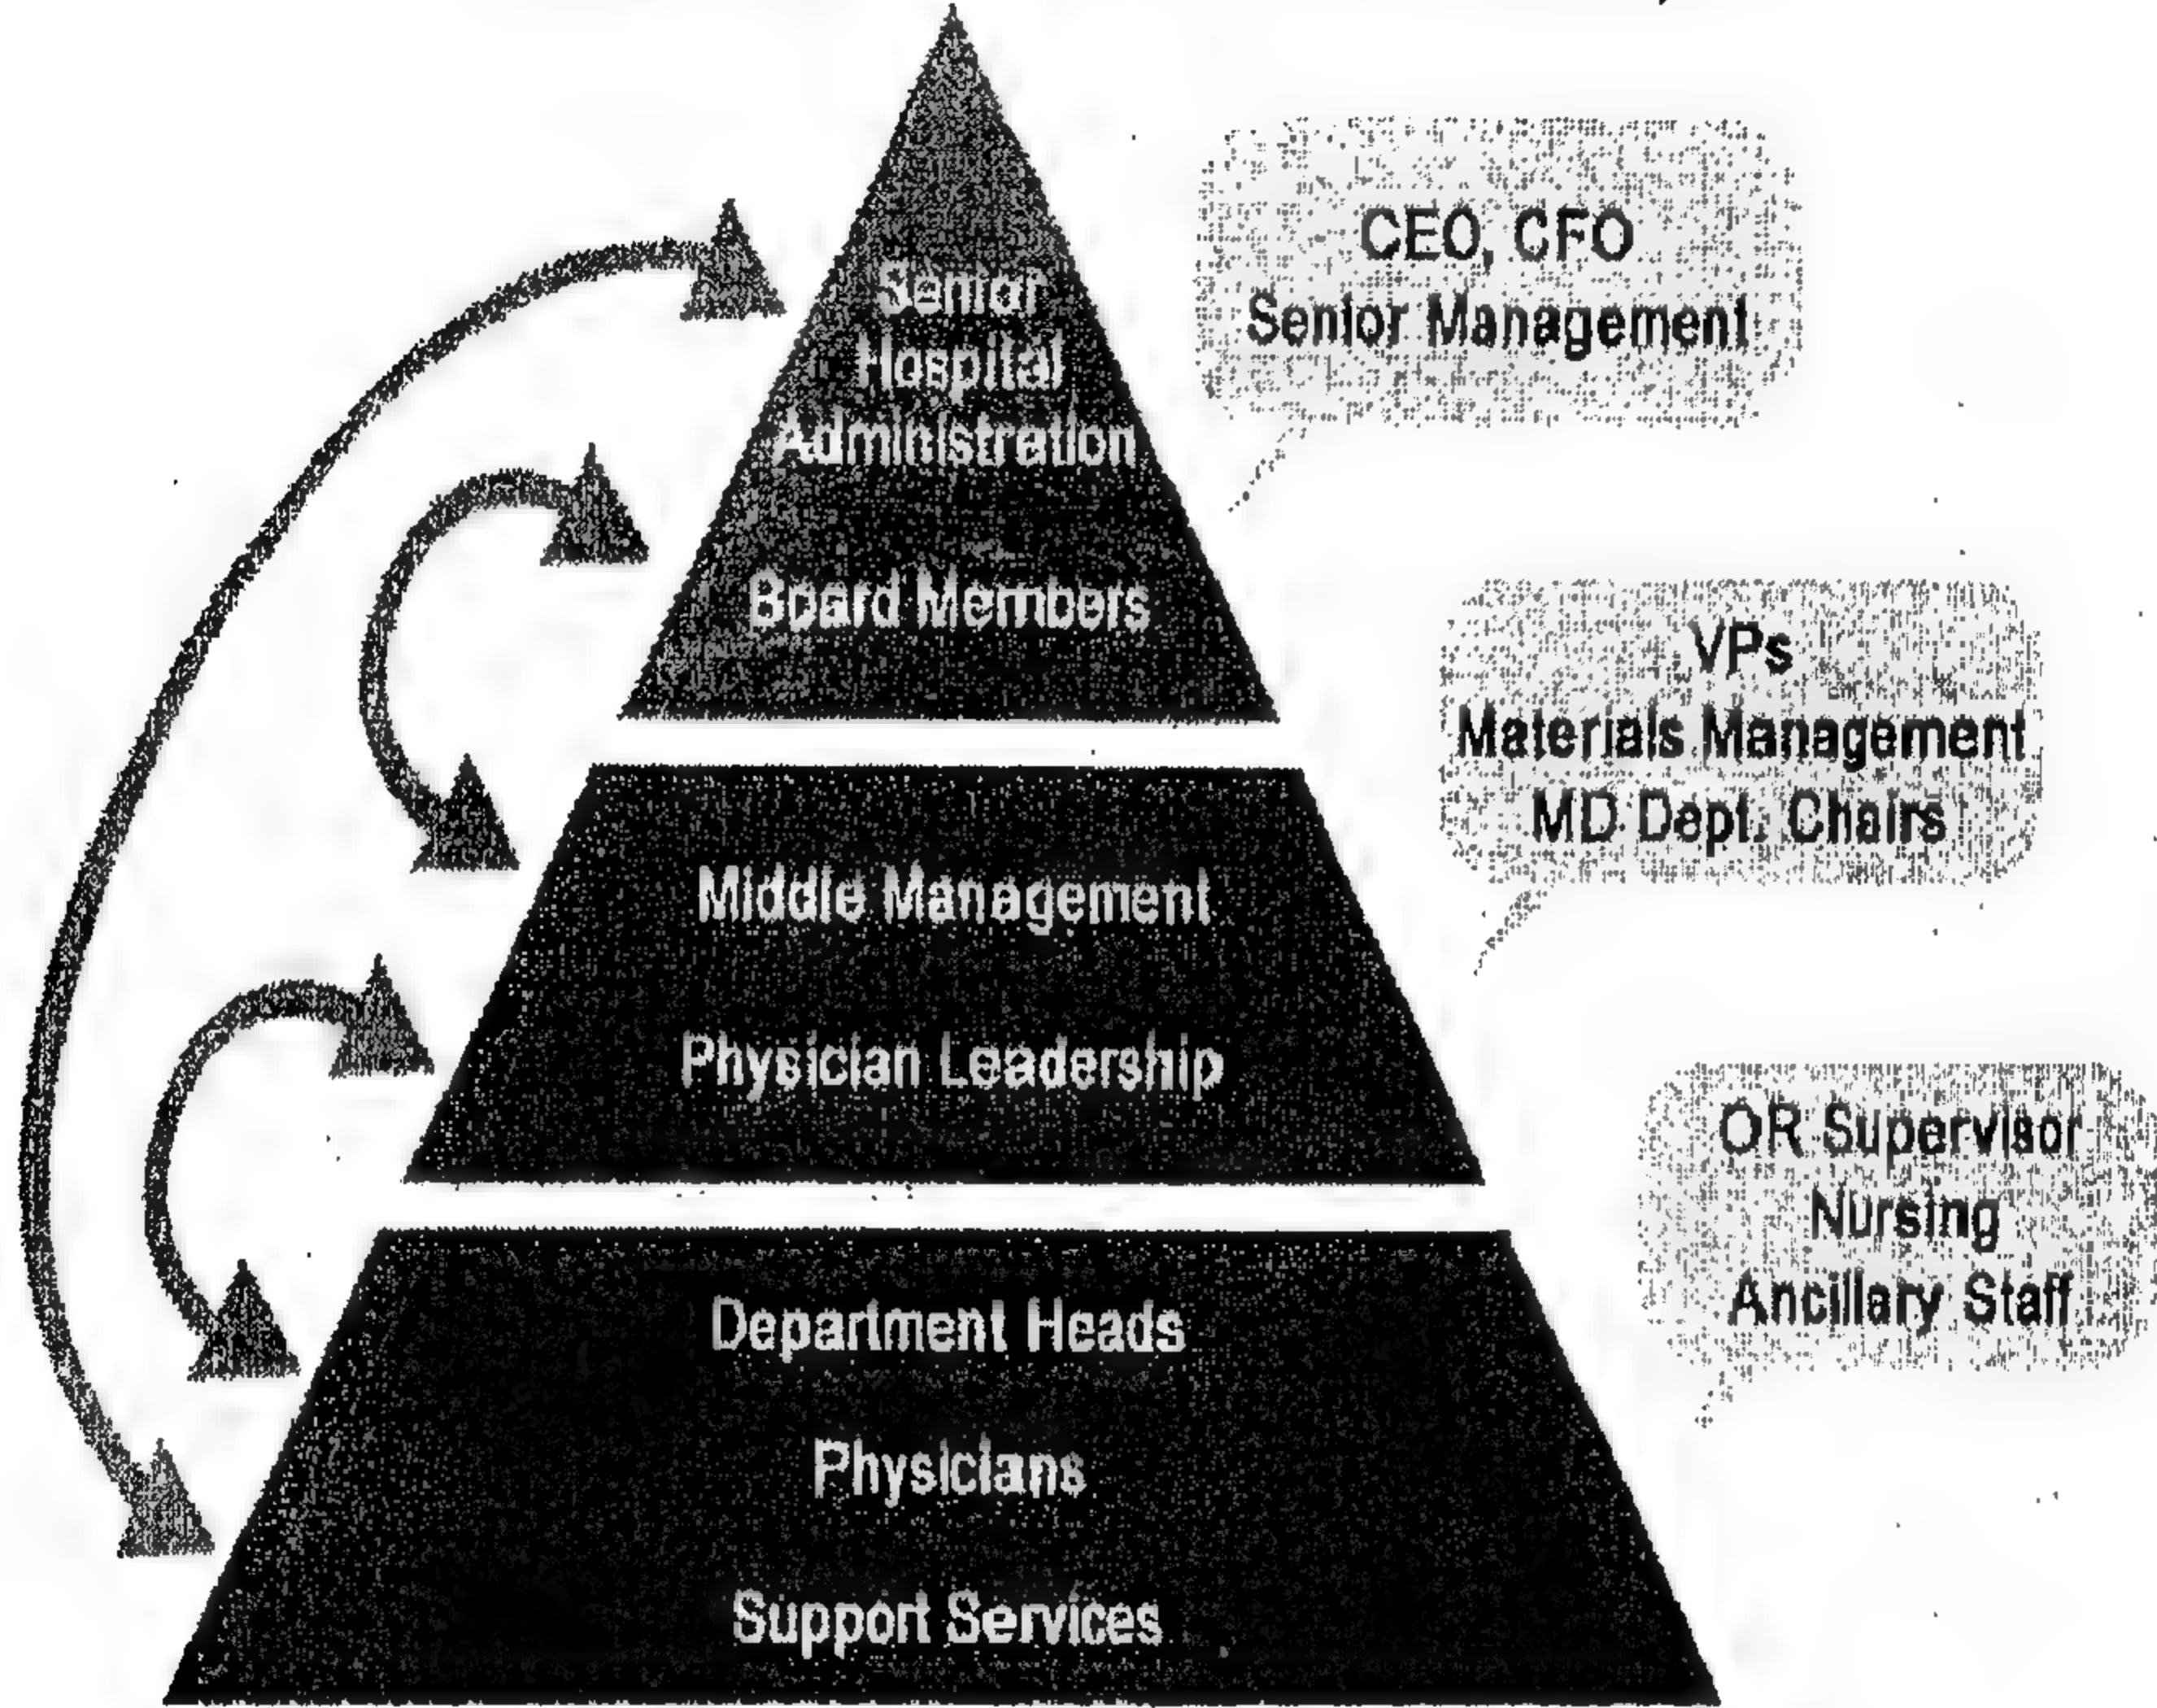 Senior
Hospital
Administration
Board Members
CEO, CFO
Senior Management
Middle Management
Physician Leadership
VPs
Materials Management
MD Dept. Chairs
Department Heads
Physicians
Support Services
OR Supervisor
Nursing
Ancillary Staff